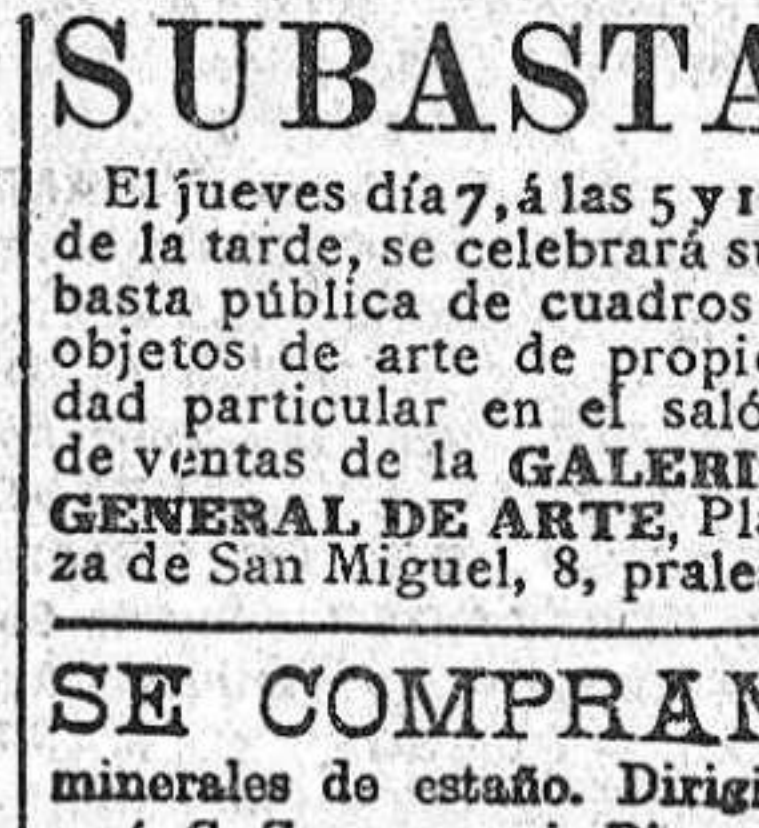 SUBASTA
El jueves día 7, á las 5 y 1
de la tarde, se celebrará su
basta pública de cuadros
objetos de arte de propie
dad particular en el saló
de ventas de la GALERI
GENERAL DE ARTE, Pla
za de San Miguel, 8, prales
SE COMPRAN
minerales de estaño. Dirigi